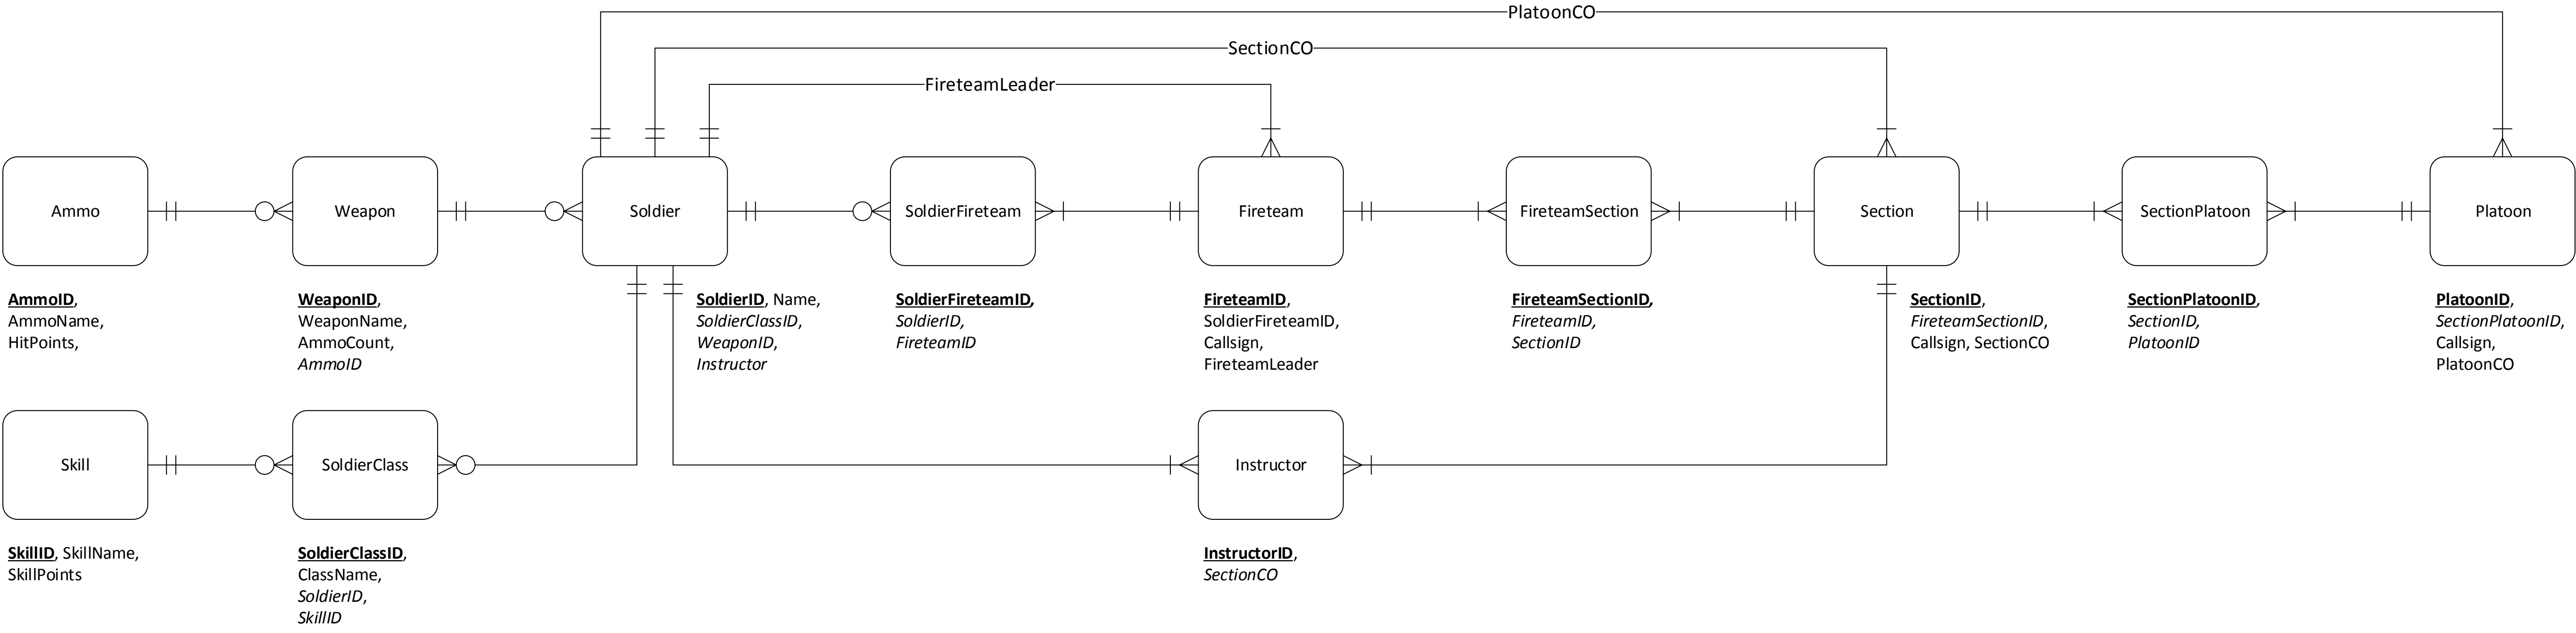 PlatoonCO
SectionCO
FireteamLeader
Ammo
Weapon
Soldier
SoldierFireteam
Fireteam
FireteamSection
Section
SectionPlatoon
Platoon
AmmoID,
AmmoName,
HitPoints,
WeaponID,
WeaponName,
AmmoCount,
AmmoID
SoldierID, Name,
SoldierClassID,
WeaponID,
Instructor
SoldierFireteamID,
SoldierID,
FireteamID
FireteamID,
SoldierFireteamID,
Callsign,
FireteamLeader
FireteamSectionID,
FireteamID,
SectionID
SectionID,
FireteamSectionID,
Callsign, SectionCO
SectionPlatoonID,
SectionID,
PlatoonID
PlatoonID,
SectionPlatoonID,
Callsign,
PlatoonCO
Skill
SoldierClass
Instructor
SkillID, SkillName,
SkillPoints
SoldierClassID,
ClassName,
SoldierID,
SkillID
InstructorID,
SectionCO